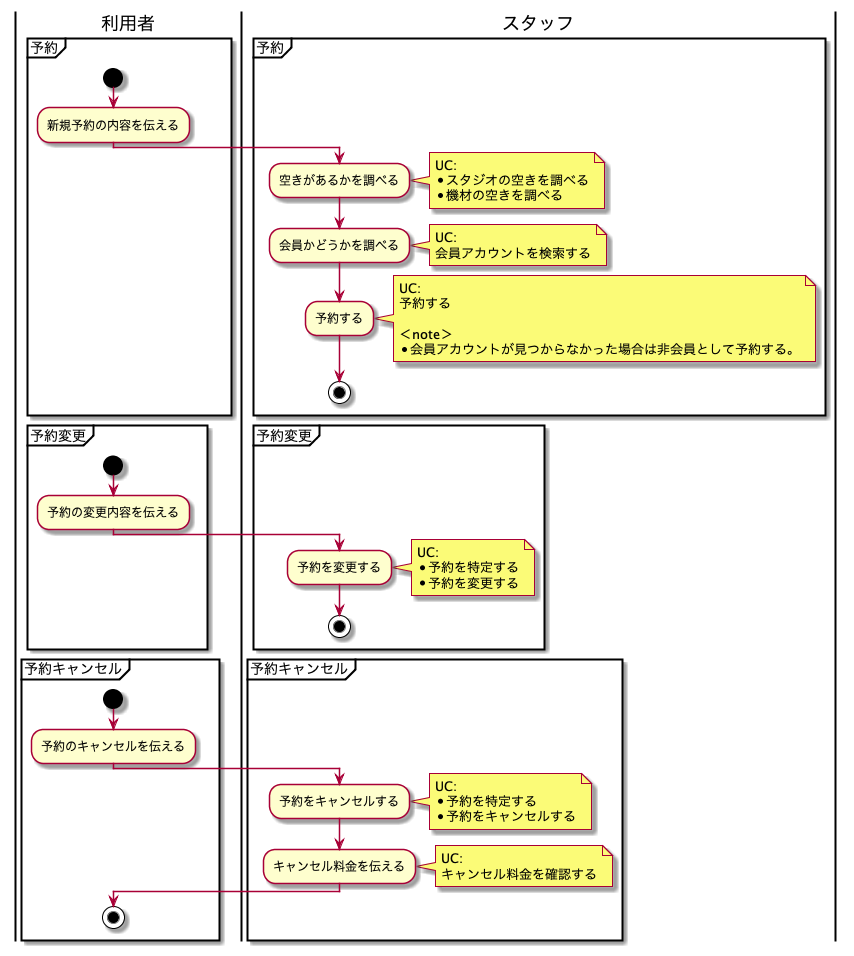 利用者
スタッフ
予約
予約
新規予約の内容を伝える
空きがあるかを調べる
UC:
•スタジオの空きを調べる
•機材の空きを調べる
会員かどうかを調べる
UC:
会員アカウントを検索する
予約する
UC:
予約する
＜note＞
•会員アカウントが見つからなかった場合は非会員として予約する。
予約変更
予約変更
予約の変更内容を伝える
予約を変更する
UC:
•予約を特定する
•予約を変更する
予約キャンセル
予約キャンセル
予約のキャンセルを伝える
予約をキャンセルする
UC:
•予約を特定する
•予約をキャンセルする
キャンセル料金を伝える
UC:
キャンセル料金を確認する